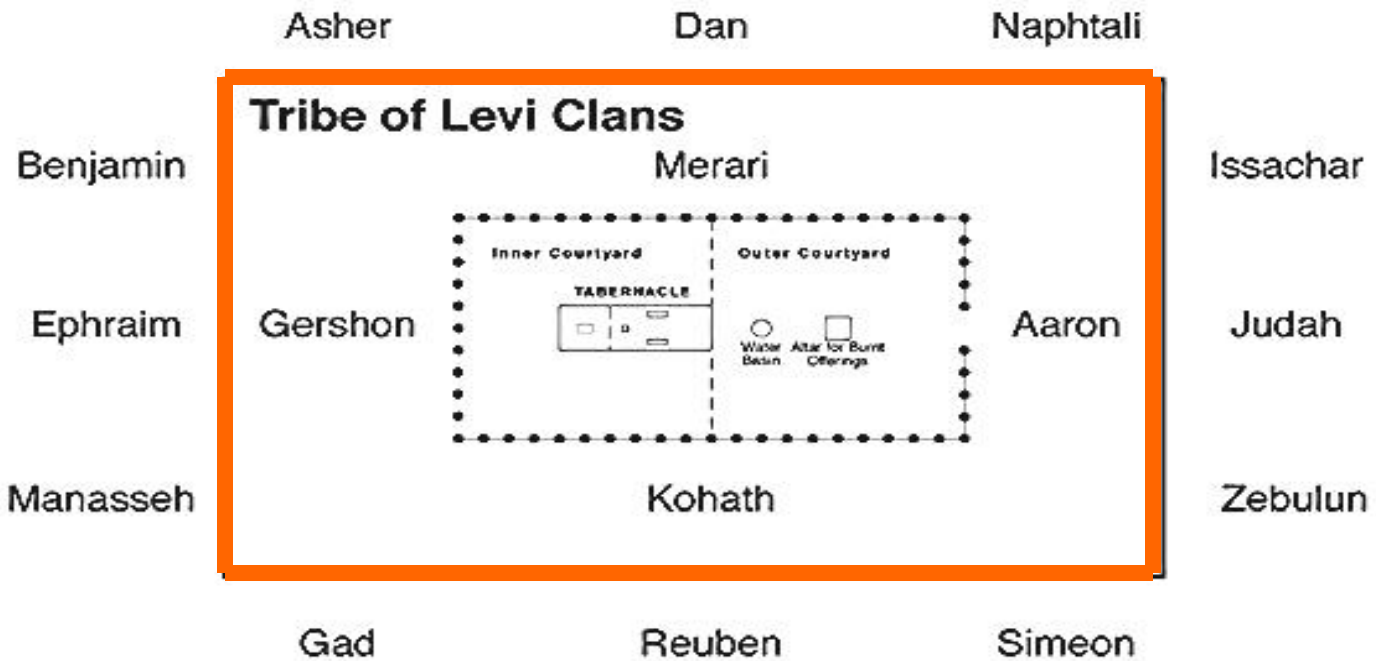 Asher Dan Naphtali
Tribe of Levi Clans
Benjamin Merari Issachar
Inner Courtyard Outer Courtyard
TABERNACLE
Ephraim Gershon Aaron Judah
Water Altar for Burnt
Basin Offerings
Manasseh Kohath Zebulun
Gad Reuben Simeon